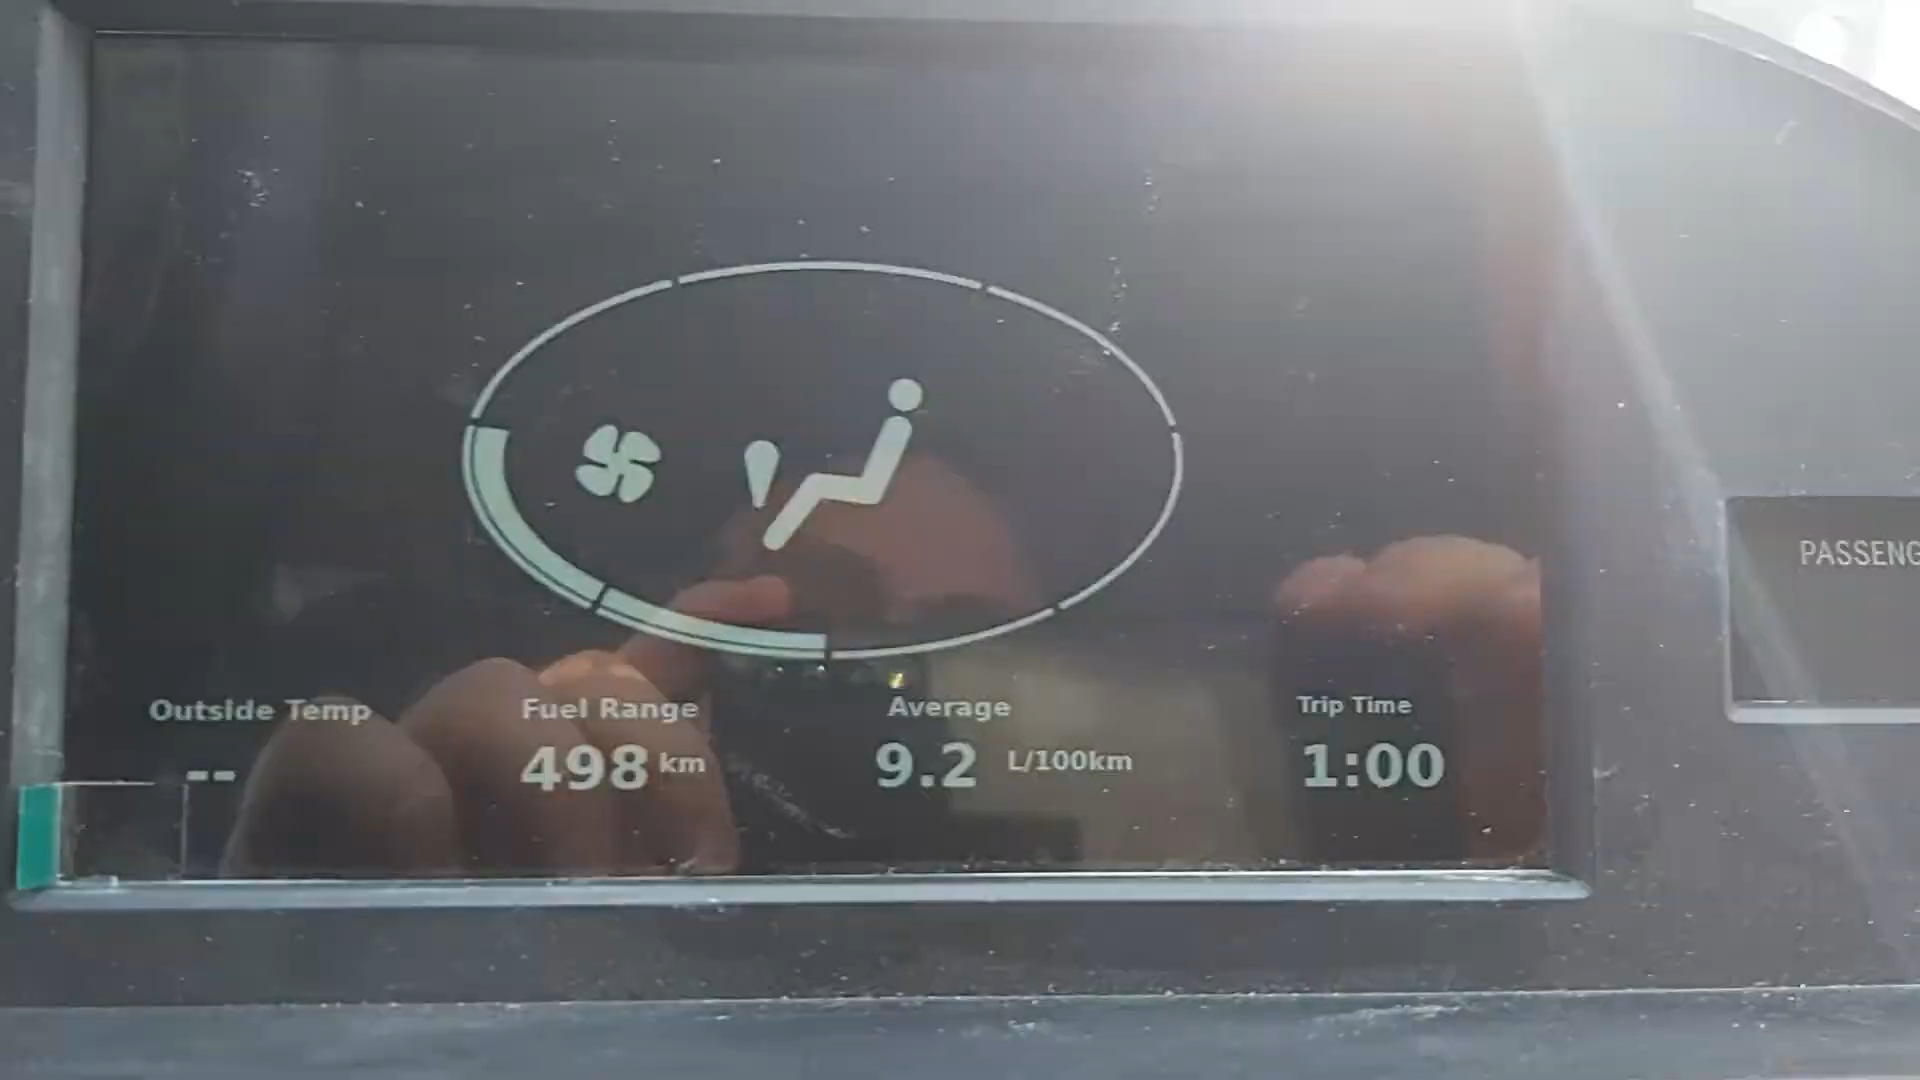 PASSENG
Outside Temp Fuel Range Average Trip Time
-- 498 km 9.2 L/100km 1:00